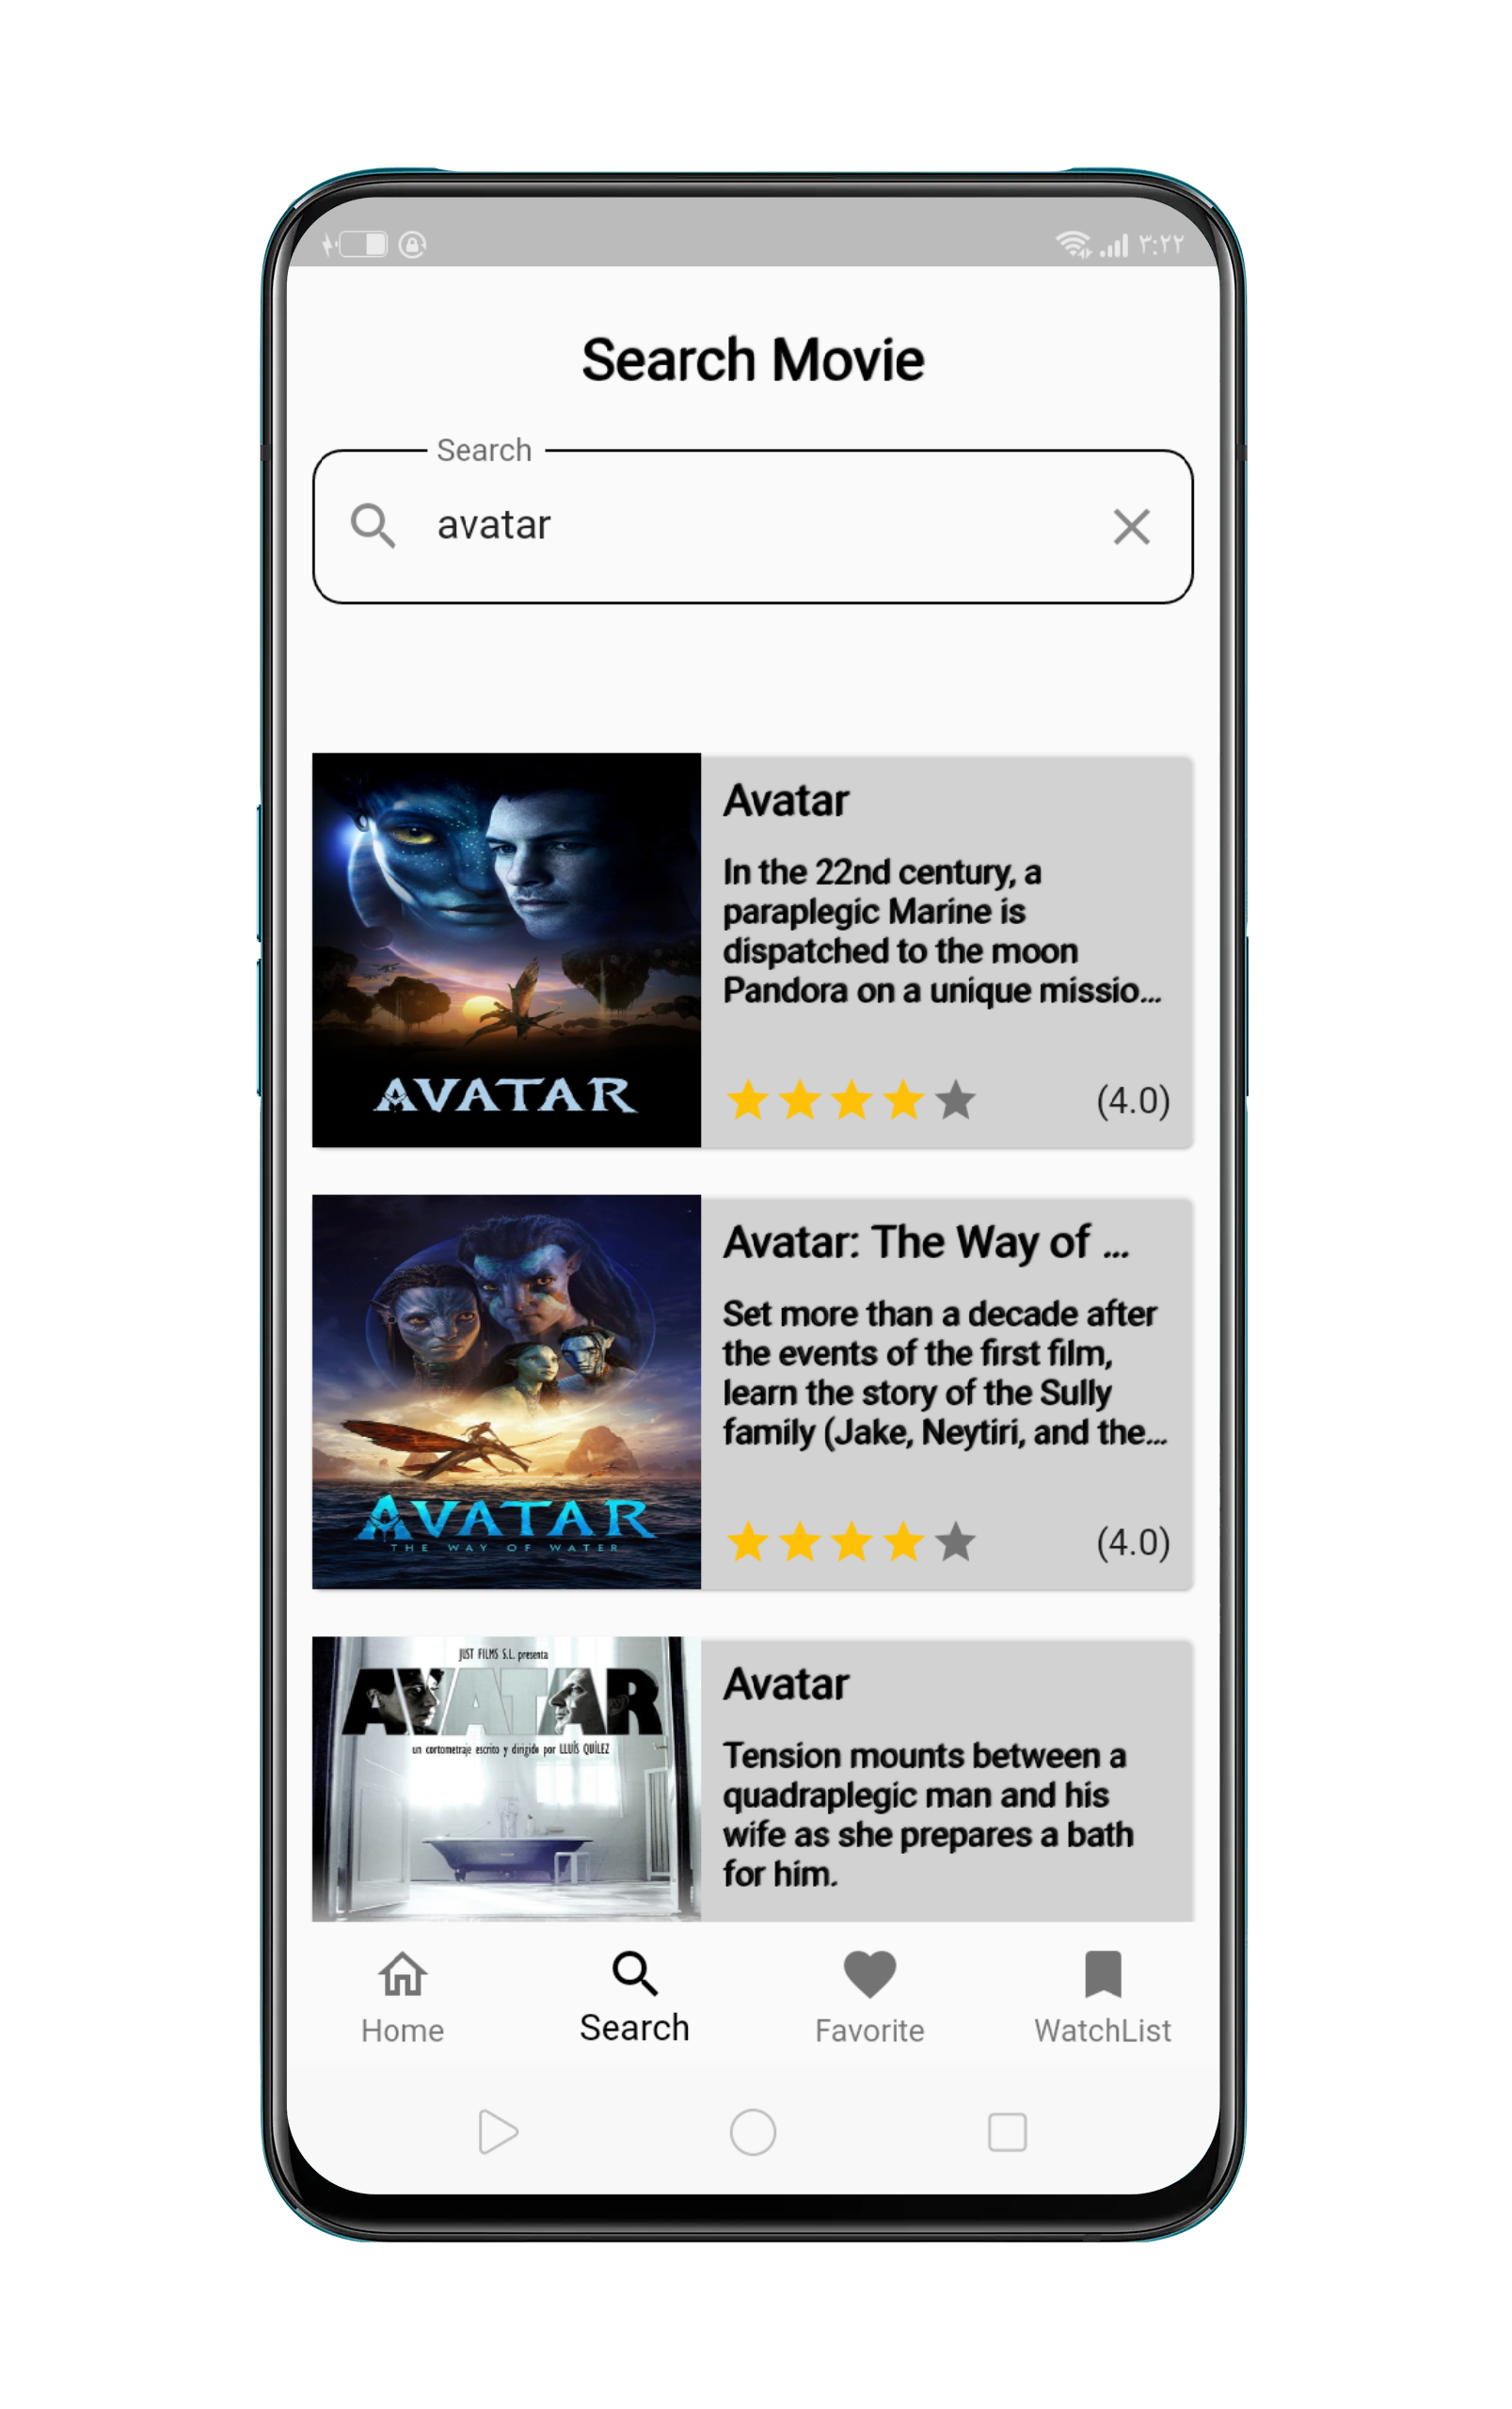 ٣:٢٢
Search Movie
Search
avatar
AVATAR
Avatar
In the 22nd century, a
paraplegic Marine is
dispatched to the moon
Pandora on a unique missio...
(4.0)
AVATAR
THE WAY OF WATER
Avatar: The Way of ...
Set more than a decade after
the events of the first film,
learn the story of the Sully
family (Jake, Neytiri, and the...
(4.0)
JUST FILMS S.L. presenta
AVATAR
un cortometraje escrito y dirigido por LLUÍS QUÍLEZ
Avatar
Tension mounts between a
quadraplegic man and his
wife as she prepares a bath
for him.
Home
Search
Favorite
WatchList